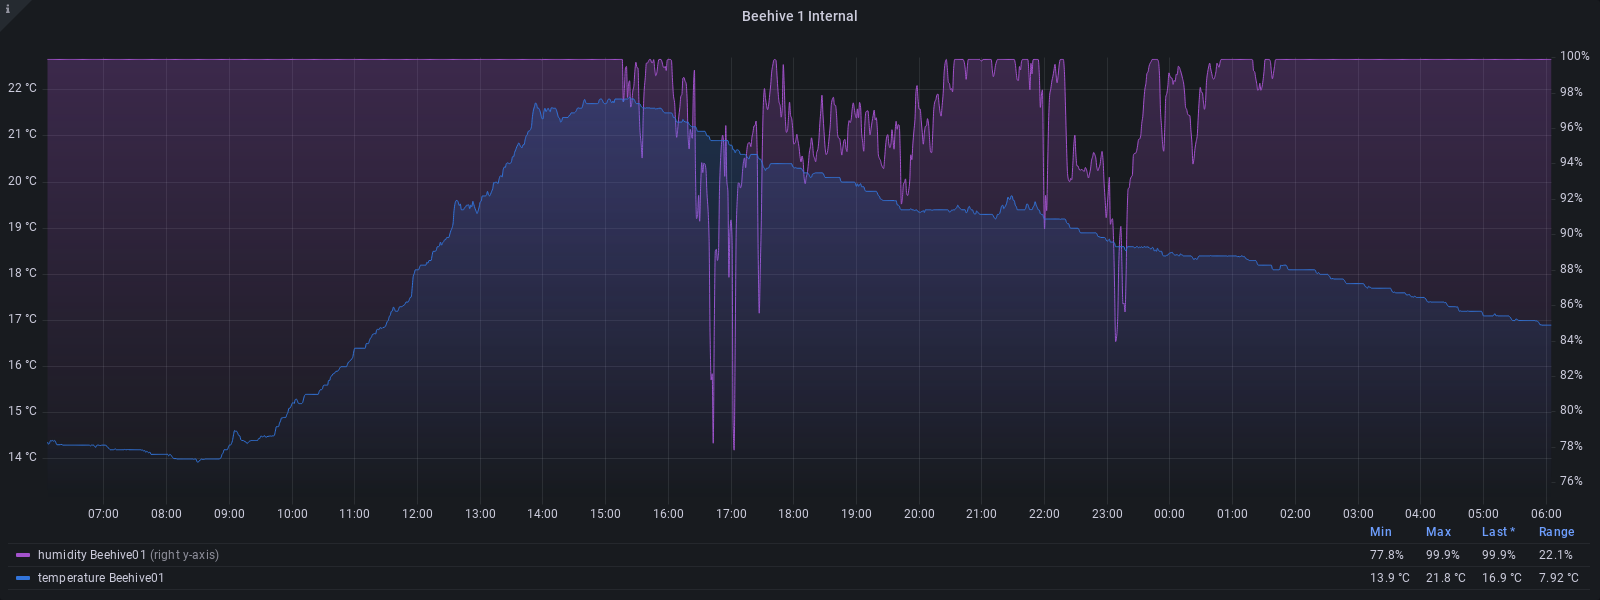 i
Beehive 1 Internal
100%
22 °C
98%
21 °C
96%
94%
20 °C
92%
19 °C
90%
18 °C
88%
17 °C
86%
84%
16 °C
82%
15 °C
80%
14 °C
78%
76%
07:00 08:00 09:00 10:00 11:00 12:00 13:00 14:00 15:00 16:00 17:00 18:00 19:00 20:00 21:00 22:00 23:00 00:00 01:00 02:00 03:00 04:00 05:00 06:00
Min Max Last * Range
humidity Beehive01 (right y-axis) 77.8% 99.9% 99.9% 22.1%
temperature Beehive01 13.9 °C 21.8 °C 16.9 °C 7.92 °C